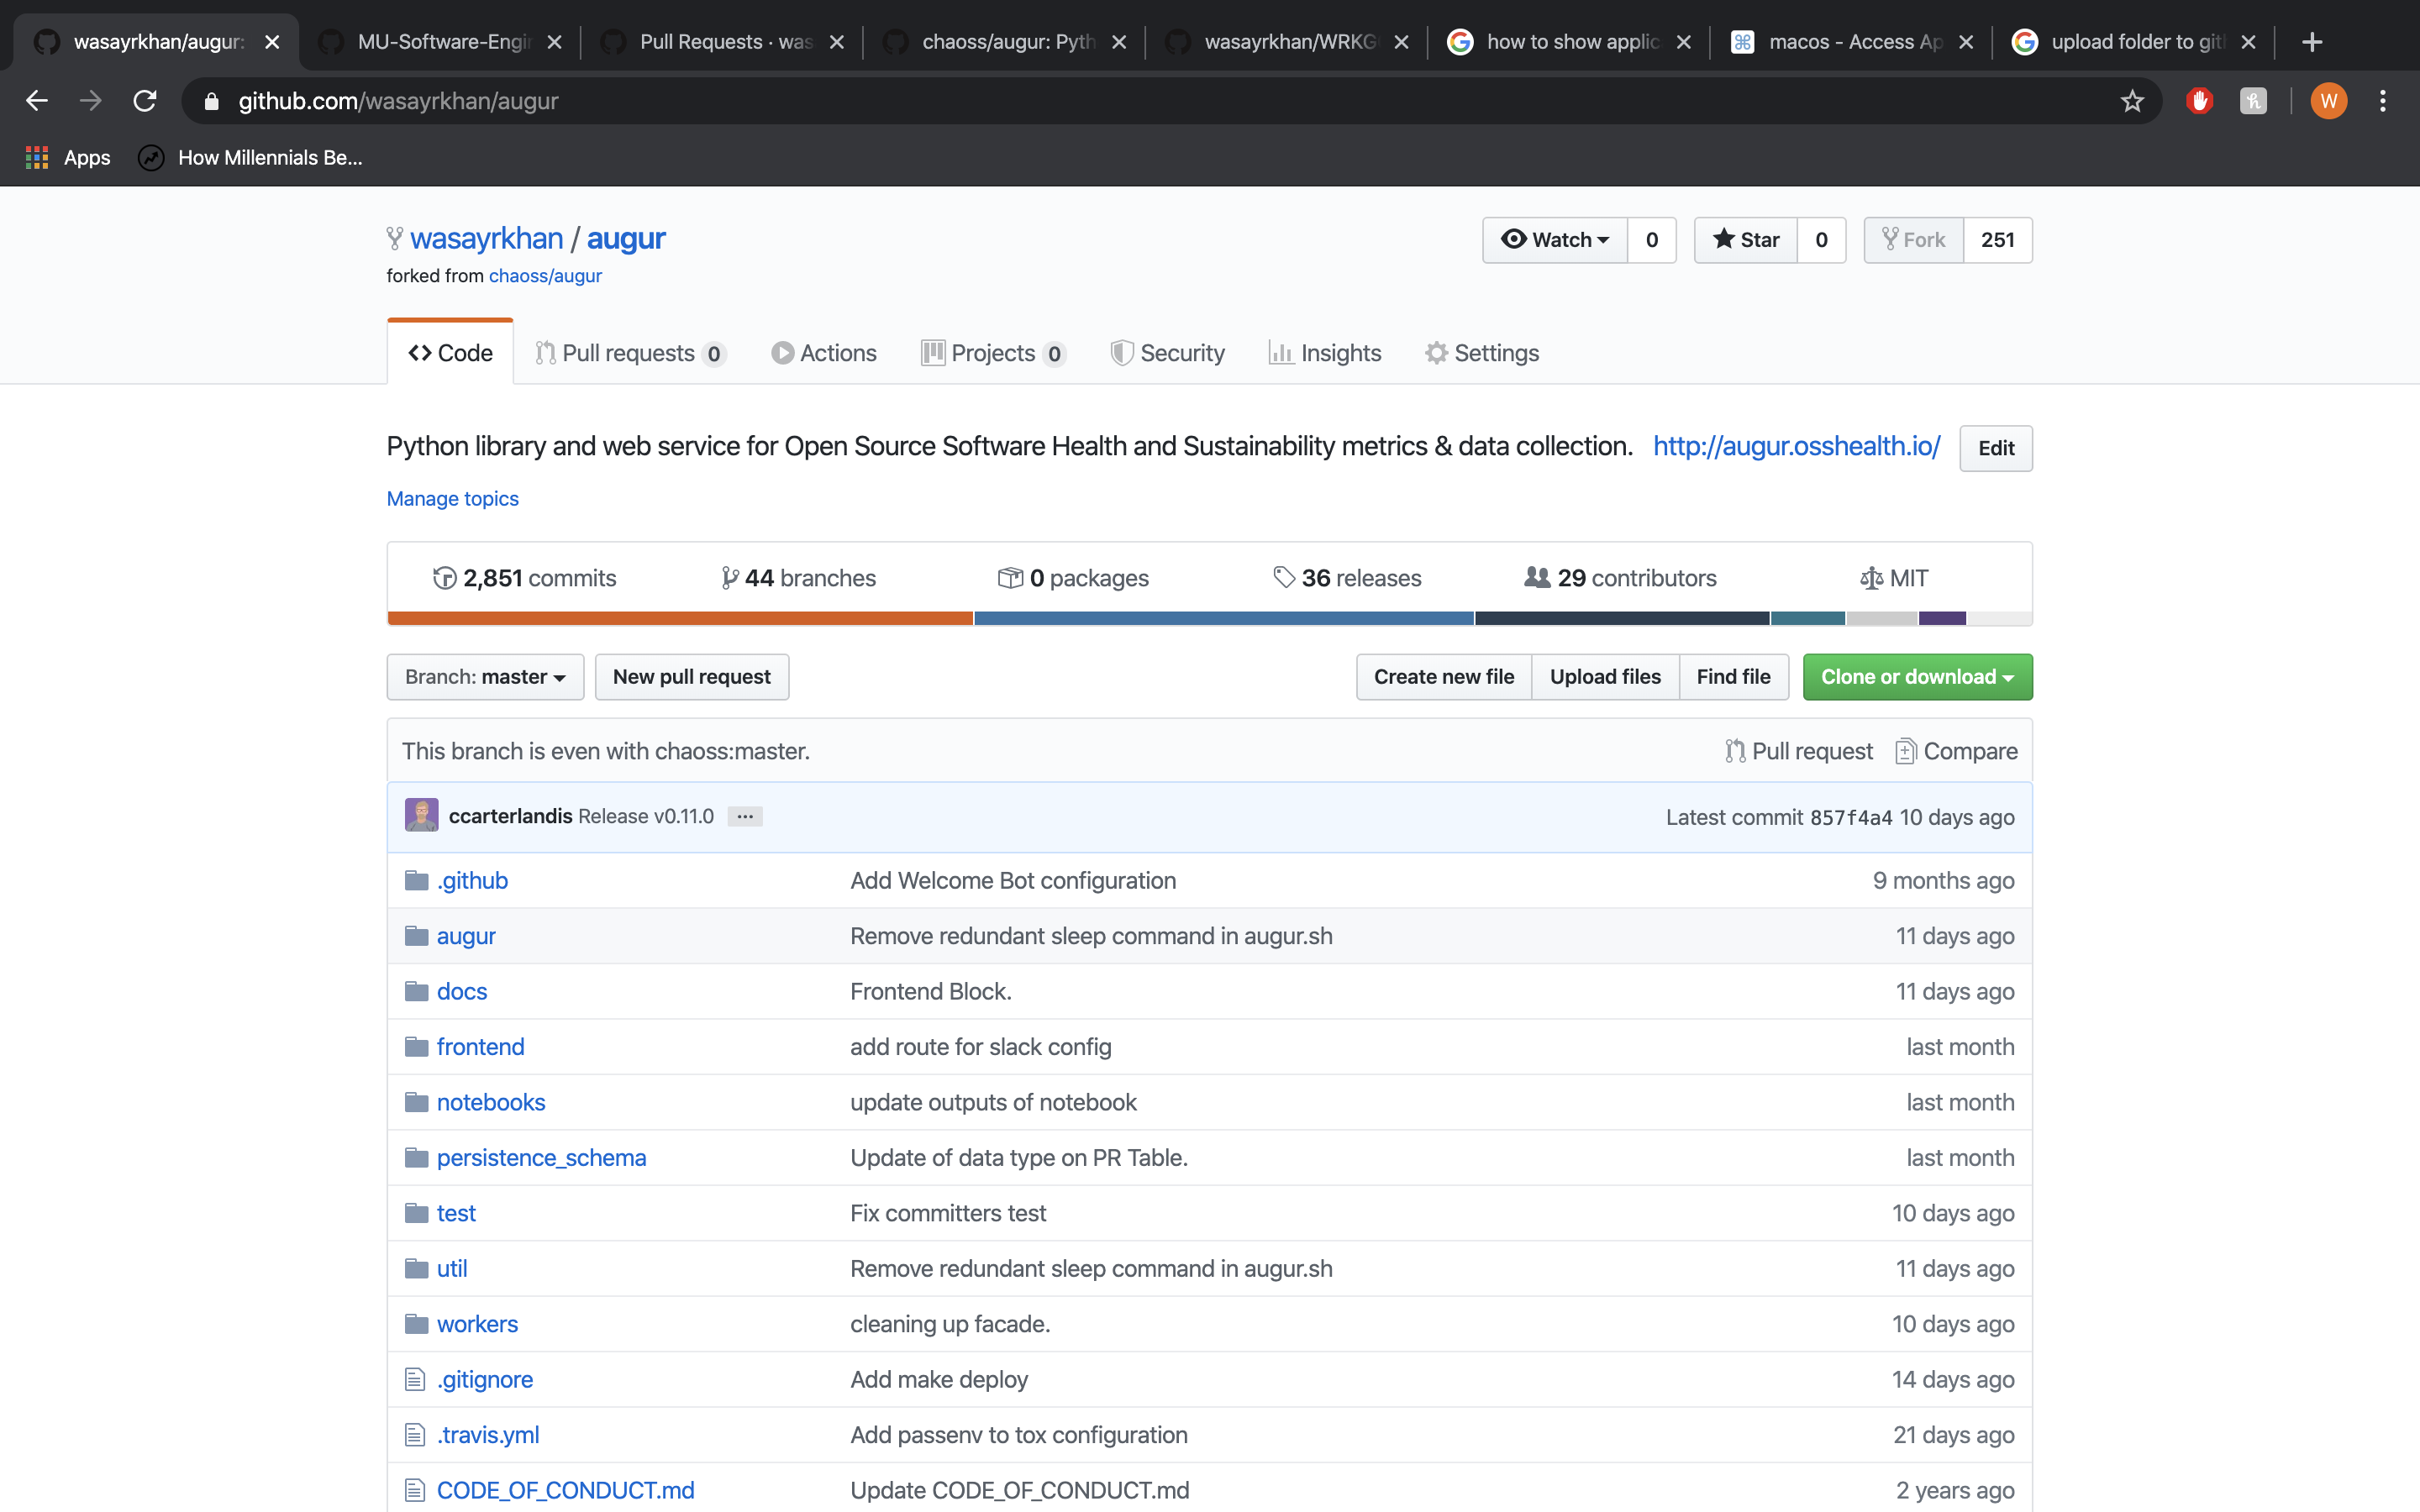 wasayrkhan/augur:
MU-Software-Engin
Pull Requests · was
chaoss/augur: Pyth
wasayrkhan/WRKG
how to show applic
macos - Access Ap
upload folder to git
github.com/wasayrkhan/augur
W
Apps
How Millennials Be...
wasayrkhan / augur
Watch 0
Star 0
Fork 251
forked from chaoss/augur
Code
Pull requests 0
Actions
Projects 0
Security
Insights
Settings
Python library and web service for Open Source Software Health and Sustainability metrics & data collection. http://augur.osshealth.io/ Edit
Manage topics
2,851 commits 44 branches 0 packages 36 releases 29 contributors MIT
Branch: master New pull request Create new file Upload files Find file Clone or download
This branch is even with chaoss:master. Pull request Compare
ccarterlandis Release v0.11.0 ... Latest commit 857f4a4 10 days ago
.github Add Welcome Bot configuration 9 months ago
augur Remove redundant sleep command in augur.sh 11 days ago
docs Frontend Block. 11 days ago
frontend add route for slack config last month
notebooks update outputs of notebook last month
persistence_schema Update of data type on PR Table. last month
test Fix committers test 10 days ago
util Remove redundant sleep command in augur.sh 11 days ago
workers cleaning up facade. 10 days ago
.gitignore Add make deploy 14 days ago
.travis.yml Add passenv to tox configuration 21 days ago
CODE_OF_CONDUCT.md Update CODE_OF_CONDUCT.md 2 years ago